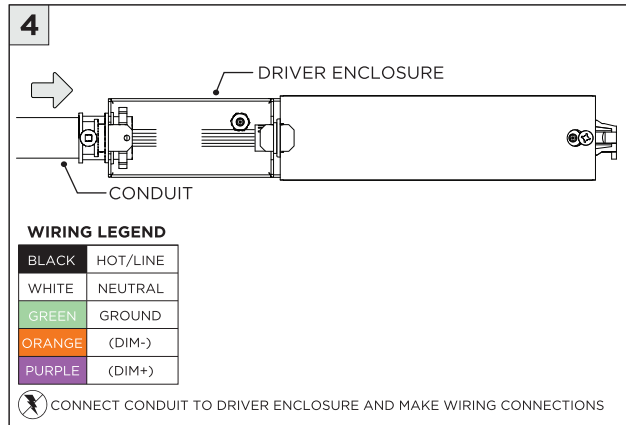 4
DRIVER ENCLOSURE
CONDUIT
WIRING LEGEND
BLACK HOT/LINE
WHITE NEUTRAL
GREEN GROUND
ORANGE (DIM-)
PURPLE (DIM+)
CONNECT CONDUIT TO DRIVER ENCLOSURE AND MAKE WIRING CONNECTIONS